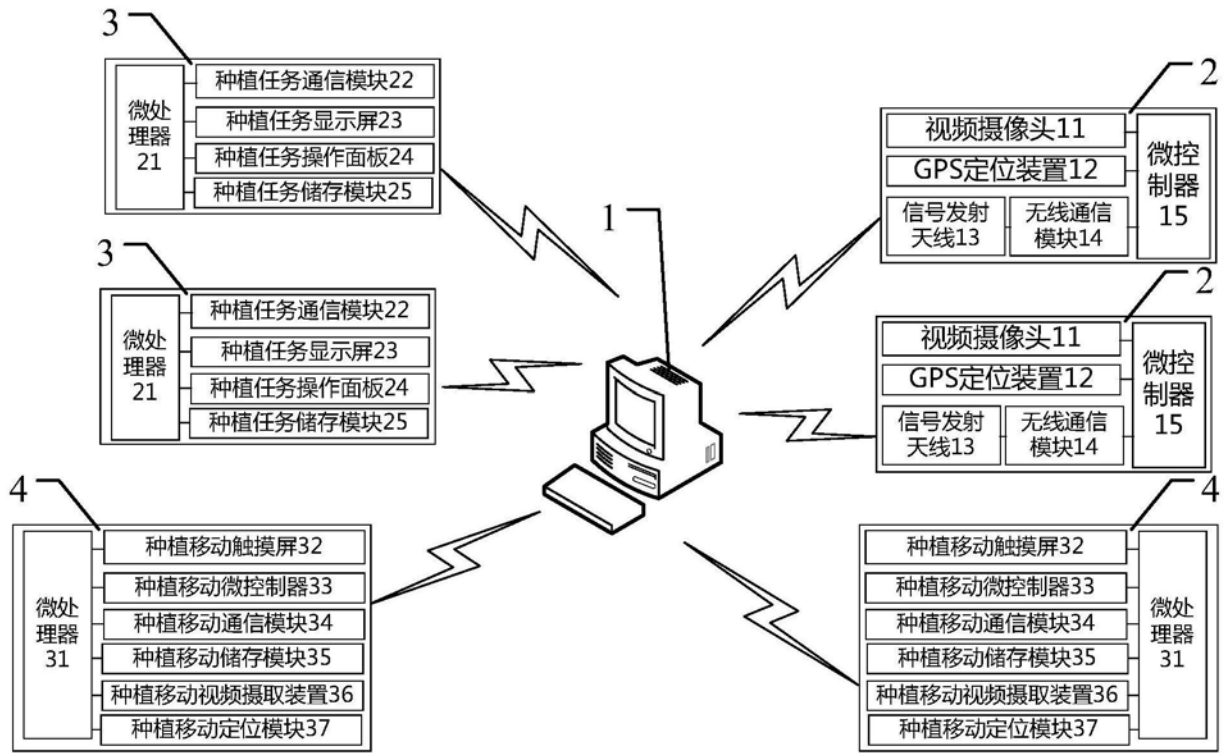 3
微处
理器
21
种植任务通信模块22
种植任务显示屏23
种植任务操作面板24
种植任务储存模块25
2
视频摄像头11
GPS定位装置12
信号发射
天线13
无线通信
模块14
微控
制器
15
1
3
微处
理器
21
种植任务通信模块22
种植任务显示屏23
种植任务操作面板24
种植任务储存模块25
2
视频摄像头11
GPS定位装置12
信号发射
天线13
无线通信
模块14
微控
制器
15
4
微处
理器
31
种植移动触摸屏32
种植移动微控制器33
种植移动通信模块34
种植移动储存模块35
种植移动视频摄取装置36
种植移动定位模块37
4
种植移动触摸屏32
种植移动微控制器33
种植移动通信模块34
种植移动储存模块35
种植移动视频摄取装置36
种植移动定位模块37
微处
理器
31